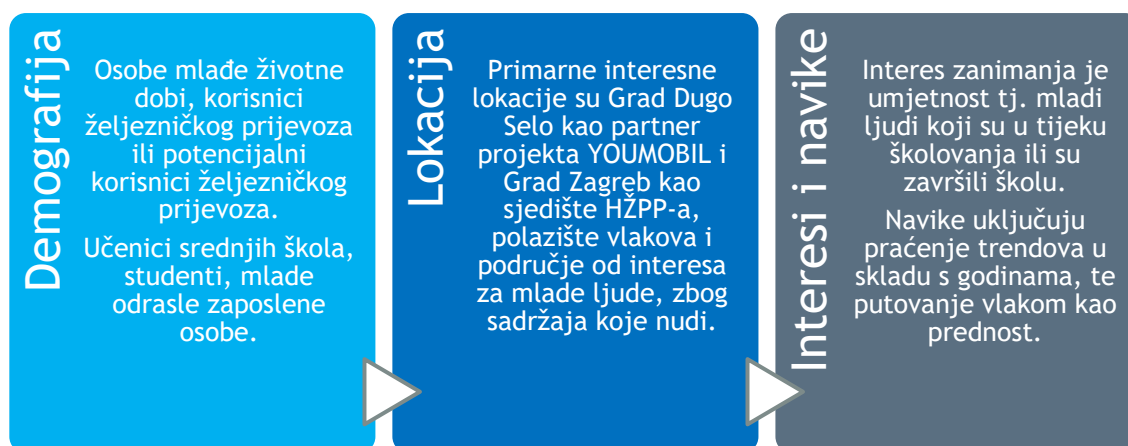 Demografija
Osobe mlađe životne
dobi, korisnici
željezničkog prijevoza
ili potencijalni
korisnici željezničkog
prijevoza.
Učenici srednjih škola,
studenti, mlade
odrasle zaposlene
osobe.
Lokacija
Primarne interesne
lokacije su Grad Dugo
Selo kao partner
projekta YOUMOBIL i
Grad Zagreb kao
sjedište HŽPP-a,
polazište vlakova i
područje od interesa
za mlade ljude, zbog
sadržaja koje nudi.
Interesi i navike
Interes zanimanja je
umjetnost tj. mladi
ljudi koji su u tijeku
školovanja ili su
završili školu.
Navike uključuju
praćenje trendova u
skladu s godinama, te
putovanje vlakom kao
prednost.